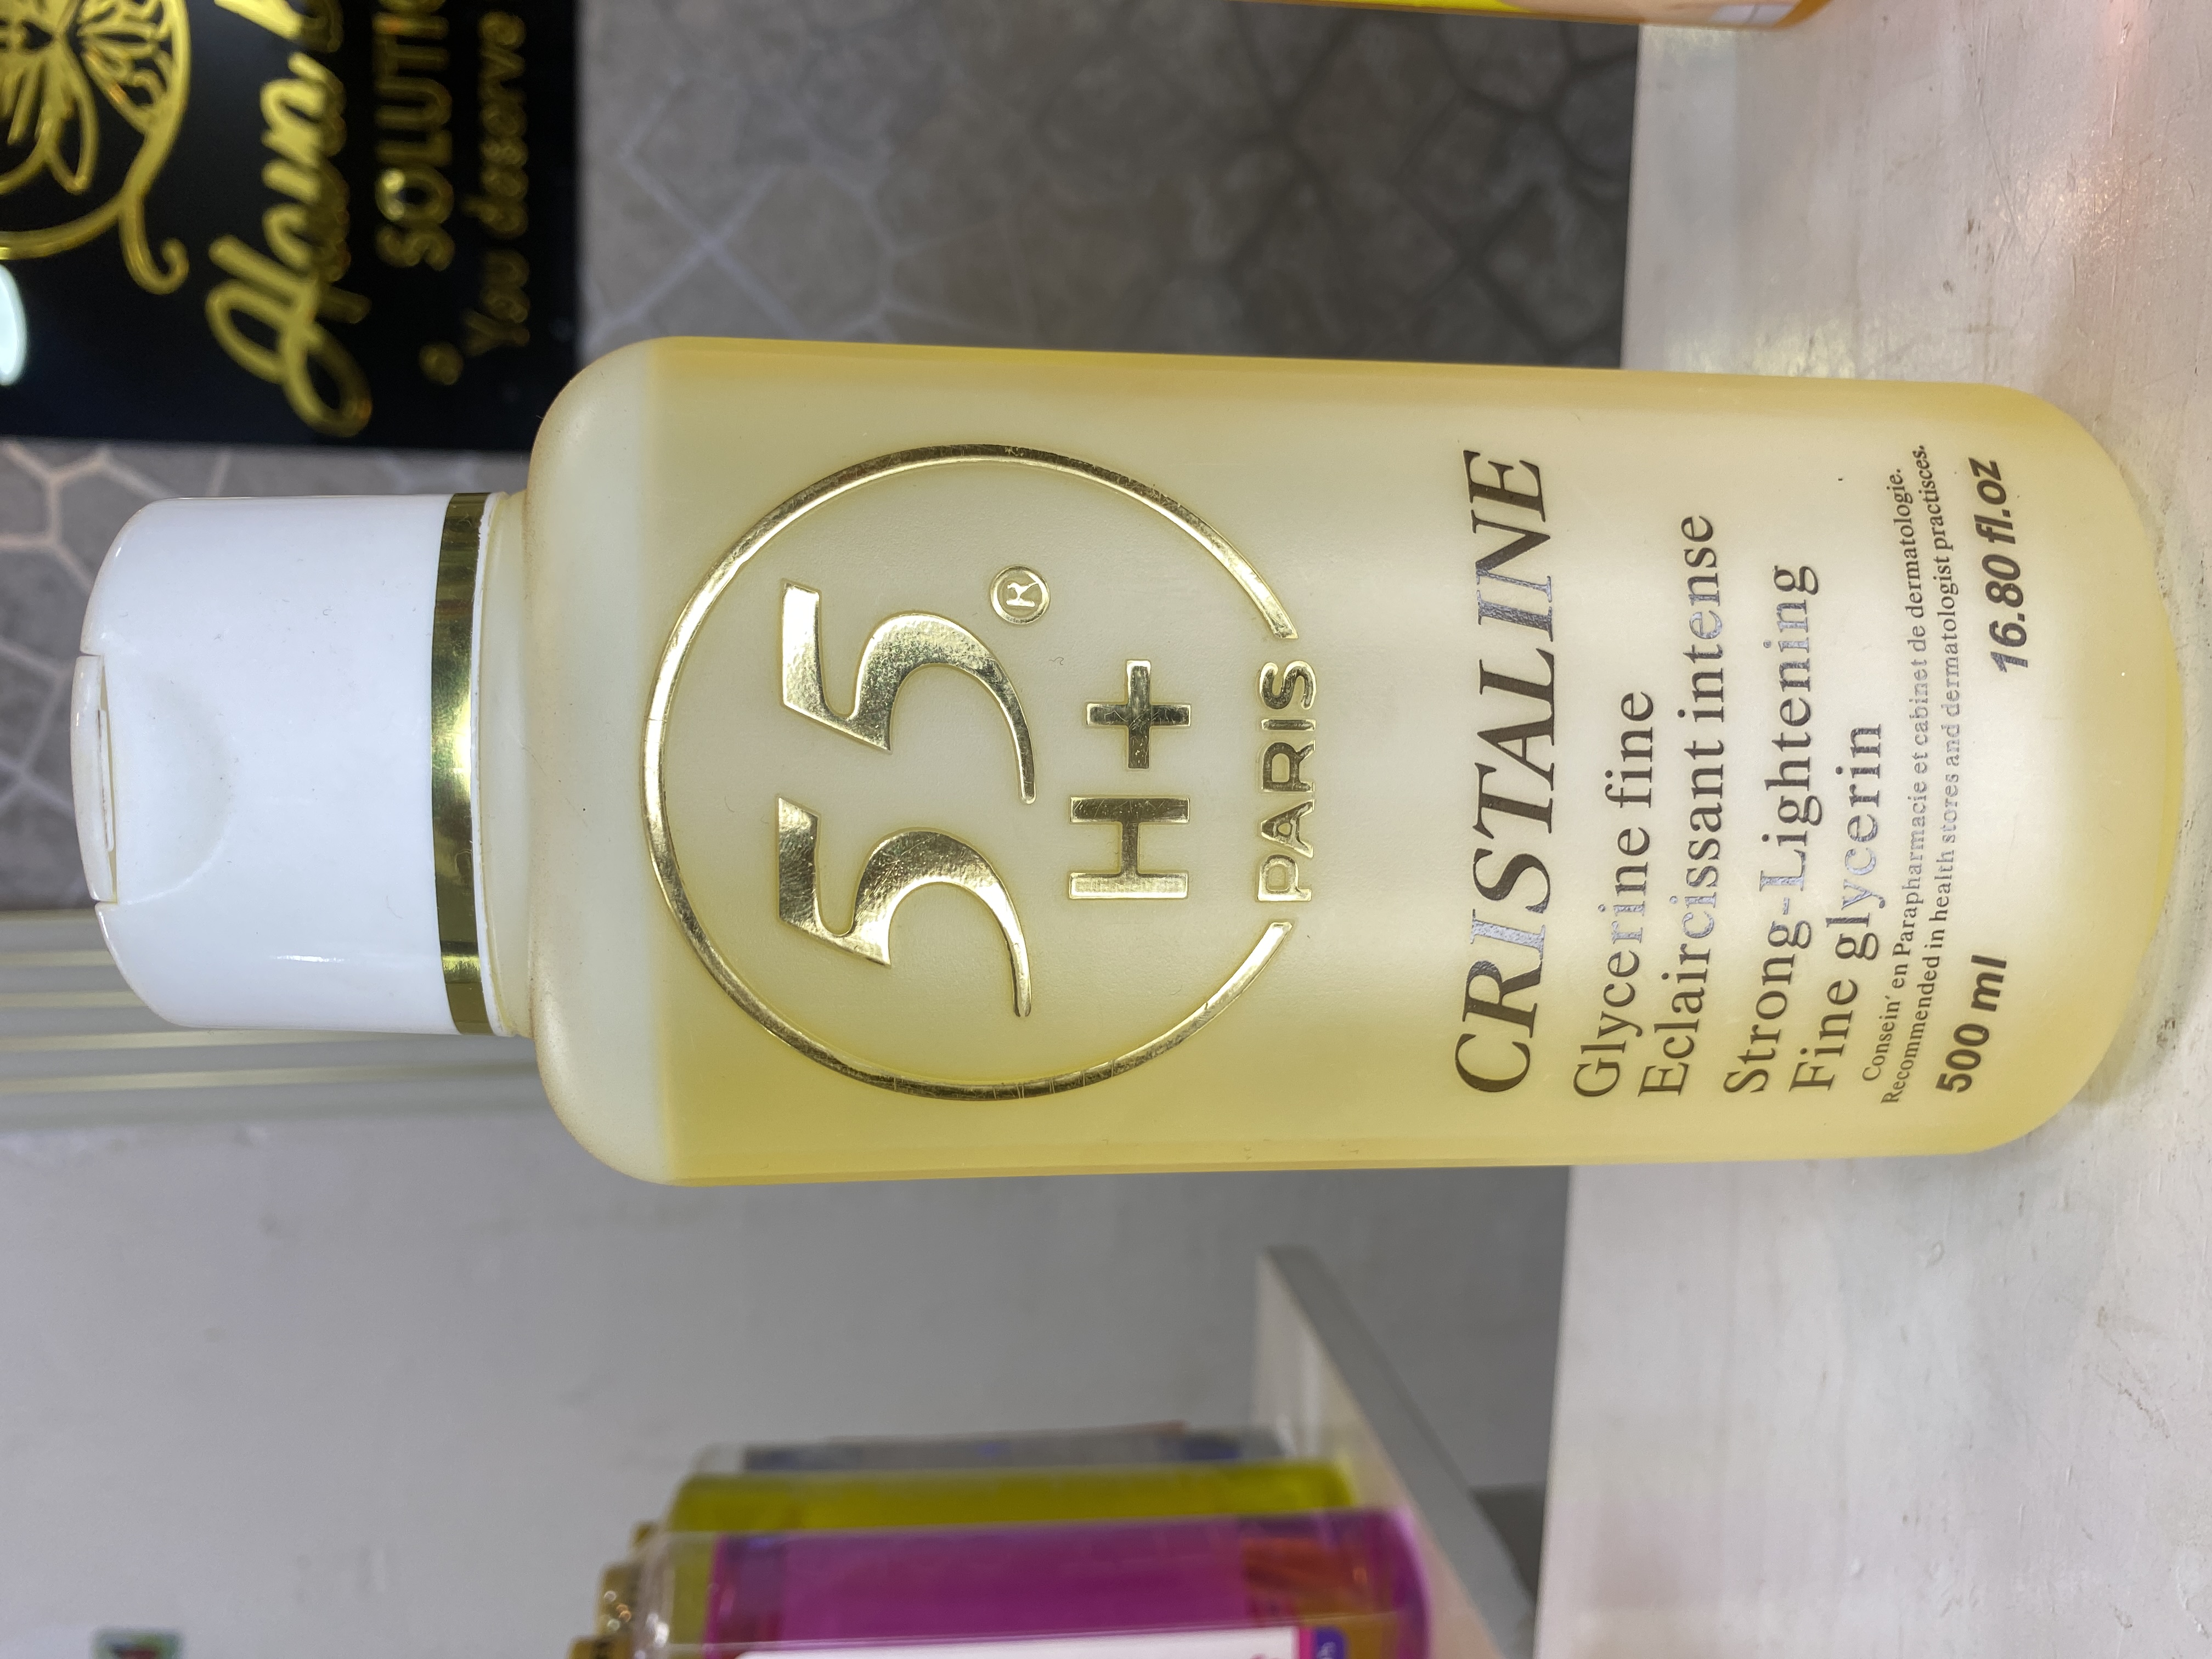 55®
H+
PARIS
CRISTALINE
Glycerine fine
Eclaircissant intense
Strong-Lightening
Fine glycerin
Consein' en Parapharmacie et cabinet de dermatologie.
Recommended in health stores and dermatologist practisces.
500 ml 16.80 fl.oz
You deserve